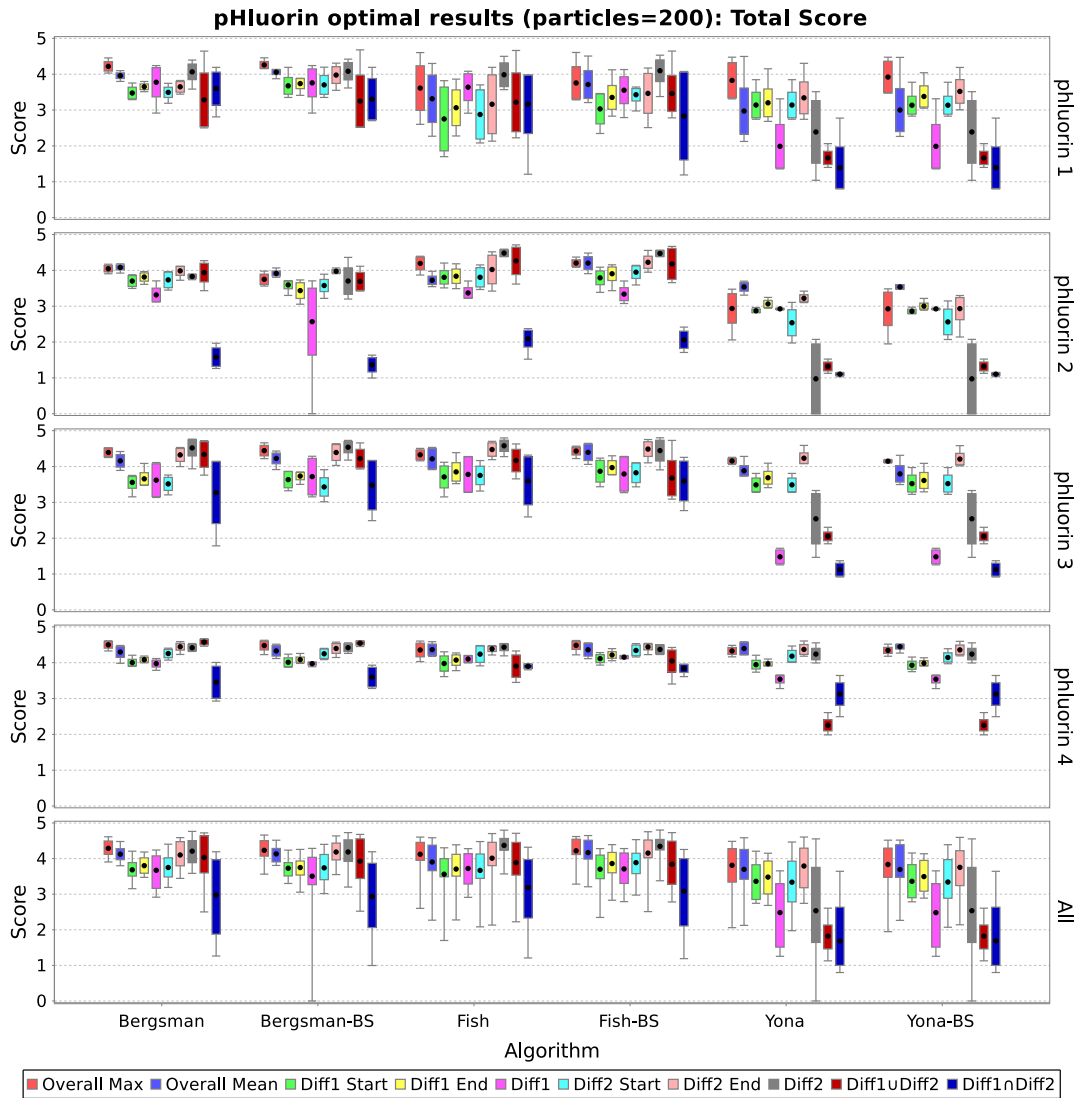 pHluorin optimal results (particles=200): Total Score
5
4
3
2
1
0
Score
phluorin 1
5
4
3
2
1
0
Score
phluorin 2
5
4
3
2
1
0
Score
phluorin 3
5
4
3
2
1
0
Score
phluorin 4
5
4
3
2
1
0
Score
All
Bergsman Bergsman-BS Fish Fish-BS Yona Yona-BS
Algorithm
Overall Max Overall Mean Diff1 Start Diff1 End Diff1 Diff2 Start Diff2 End Diff2 Diff1∪Diff2 Diff1∩Diff2